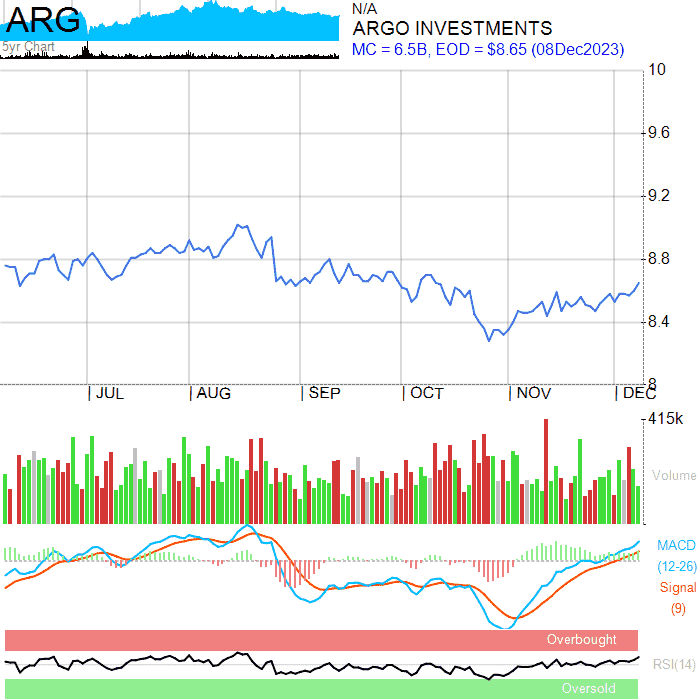 ARG
5yr Chart
N/A
ARGO INVESTMENTS
MC = 6.5B, EOD = $8.65 (08Dec2023)
10
9.6
9.2
8.8
8.4
8
JUL AUG SEP OCT NOV DEC
415k
Volume
MACD
(12-26)
Signal
(9)
Overbought
RSI(14)
Oversold